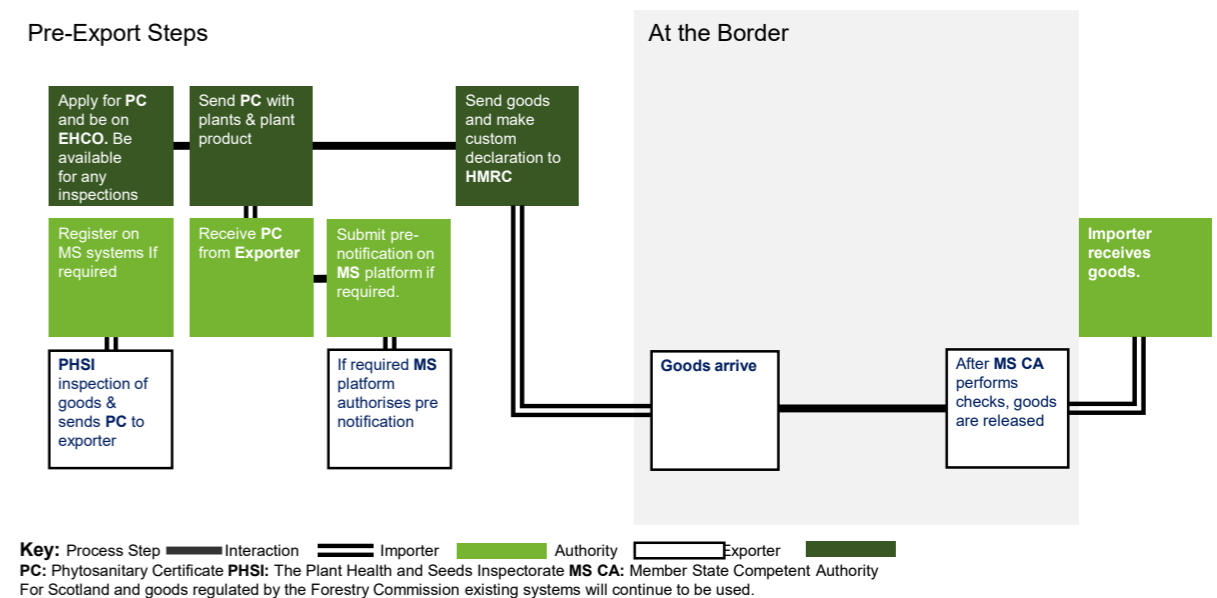 Pre-Export Steps
At the Border
Apply for PC
and be on
EHCO. Be
available
for any
inspections
Send PC with
plants & plant
product
Send goods
and make
custom
declaration to
HMRC
Register on
MS systems If
required
Receive PC
from Exporter
Submit pre-
notification on
MS platform if
required.
Importer
receives
goods.
PHSI
inspection of
goods &
sends PC to
exporter
If required MS
platform
authorises pre
notification
Goods arrive
After MS CA
performs
checks, goods
are released
Key: Process Step Interaction Importer Authority Exporter
PC: Phytosanitary Certificate PHSI: The Plant Health and Seeds Inspectorate MS CA: Member State Competent Authority
For Scotland and goods regulated by the Forestry Commission existing systems will continue to be used.